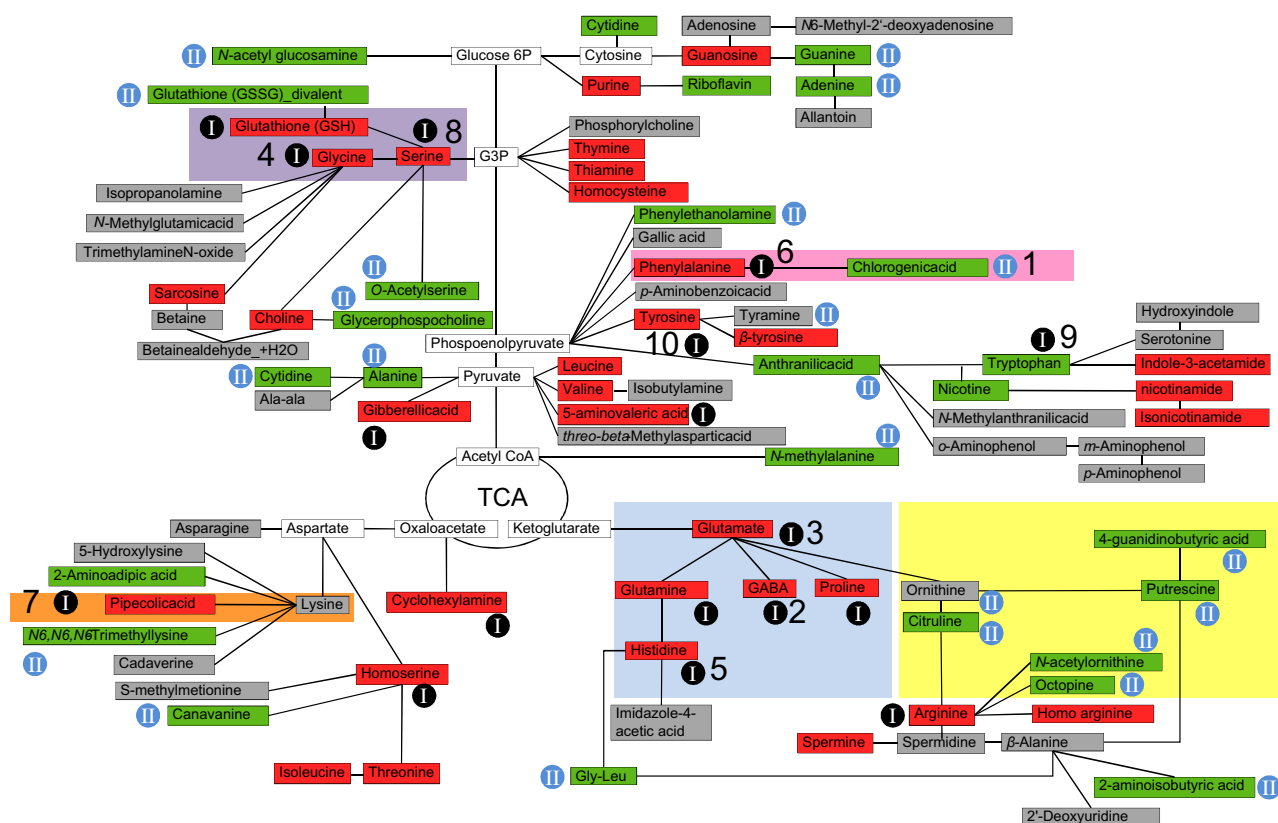 Cytidine
Adenosine
N6-Methyl-2'-deoxyadenosine
II
N-acetyl glucosamine
Glucose 6P
Cytosine
Guanosine
Guanine
II
Purine
Riboflavin
Adenine
II
II
Glutathione (GSSG)_divalent
Allantoin
I
Glutathione (GSH)
I
8
Phosphorylcholine
4
I
Glycine
Serine
G3P
Thymine
Thiamine
Isopropanolamine
Homocysteine
N-Methylglutamicacid
Phenylethanolamine
II
TrimethylamineN-oxide
Gallic acid
6
II
Phenylalanine
I
Chlorogenicacid
II
1
Sarcosine
O-Acetylserine
p-Aminobenzoicacid
II
Betaine
Choline
Glycerophospocholine
Tyrosine
Tyramine
II
Hydroxyindole
β-tyrosine
Serotonine
Betainealdehyde_+H2O
Phospoenolpyruvate
10
I
I
9
II
Anthranilicacid
Tryptophan
Indole-3-acetamide
II
Cytidine
Alanine
Pyruvate
Leucine
II
Nicotine
nicotinamide
Ala-ala
Valine
Isobutylamine
Gibberellicacid
5-aminovaleric acid
I
N-Methylanthranilicacid
Isonicotinamide
I
threo-beta-Methylasparticacid
II
o-Aminophenol
m-Aminophenol
Acetyl CoA
N-methylalanine
p-Aminophenol
TCA
Asparagine
Aspartate
Oxaloacetate
Ketoglutarate
Glutamate
I
3
4-guanidinobutyric acid
5-Hydroxylysine
II
2-Aminoadipic acid
Glutamine
GABA
Proline
Ornithine
Putrescine
7
I
Pipecolicacid
Lysine
Cyclohexylamine
I
I
2
I
II
II
I
Citruline
II
N6,N6,N6-Trimethyllysine
II
Histidine
II
Cadaverine
I
5
N-acetylornithine
Homoserine
Octopine
II
S-methylmetionine
I
II
Canavanine
Imidazole-4-
acetic acid
I
Arginine
Homo arginine
Spermine
Spermidine
β-Alanine
Isoleucine
Threonine
II
Gly-Leu
2-aminoisobutyric acid
II
2'-Deoxyuridine